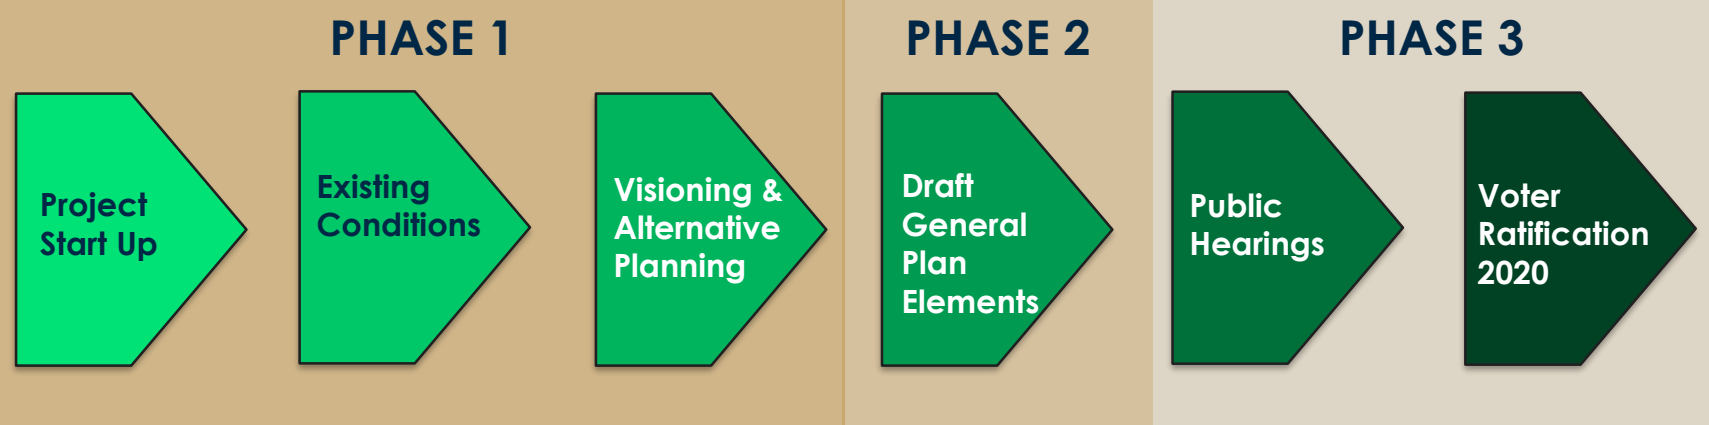 PHASE 1
Project
Start Up
Existing
Conditions
Visioning &
Alternative
Planning
PHASE 2
Draft
General
Plan
Elements
PHASE 3
Public
Hearings
Voter
Ratification
2020